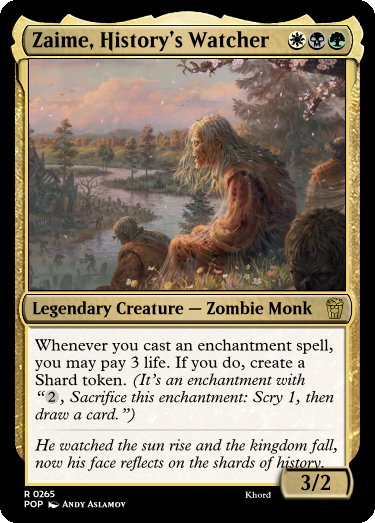 Zaime, History's Watcher
Legendary Creature — Zombie Monk
Whenever you cast an enchantment spell,
you may pay 3 life. If you do, create a
Shard token. (It's an enchantment with
“2, Sacrifice this enchantment: Scry 1, then
draw a card.”)
He watched the sun rise and the kingdom fall,
now his face reflects on the shards of history.
3/2
R 0265
POP Andy Aslamov
Khord